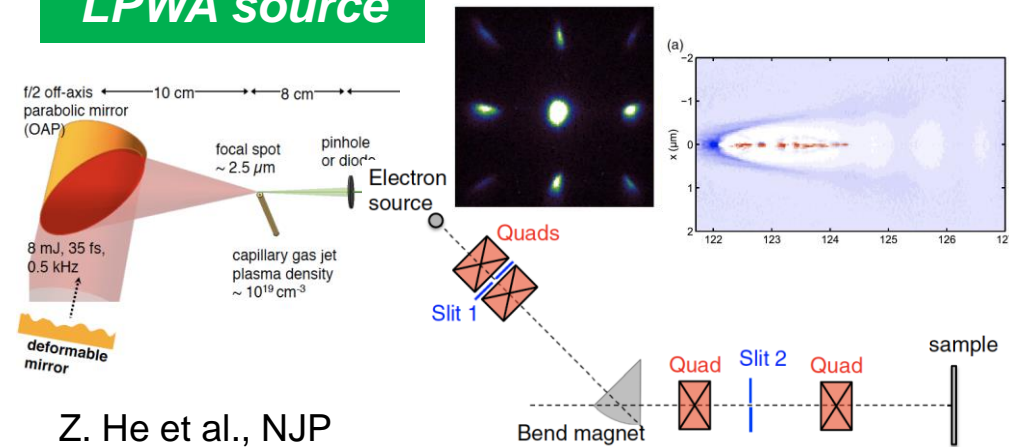 LPWA source
f/2 off-axis
parabolic mirror
(OAP)
10 cm
8 cm
focal spot
~ 2.5 μm
pinhole
8 mJ, 35 fs,
0.5 kHz
capillary gas jet
plasma density
~ 10¹⁹ cm⁻³
deformable
mirror
Z. He et al., NJP
Electron
source
Quads
Slit 1
Bend magnet
Quad
Slit 2
Quad
sample
(a)
x (μm)
−2
−1
0
1
2
122
123
124
125
126